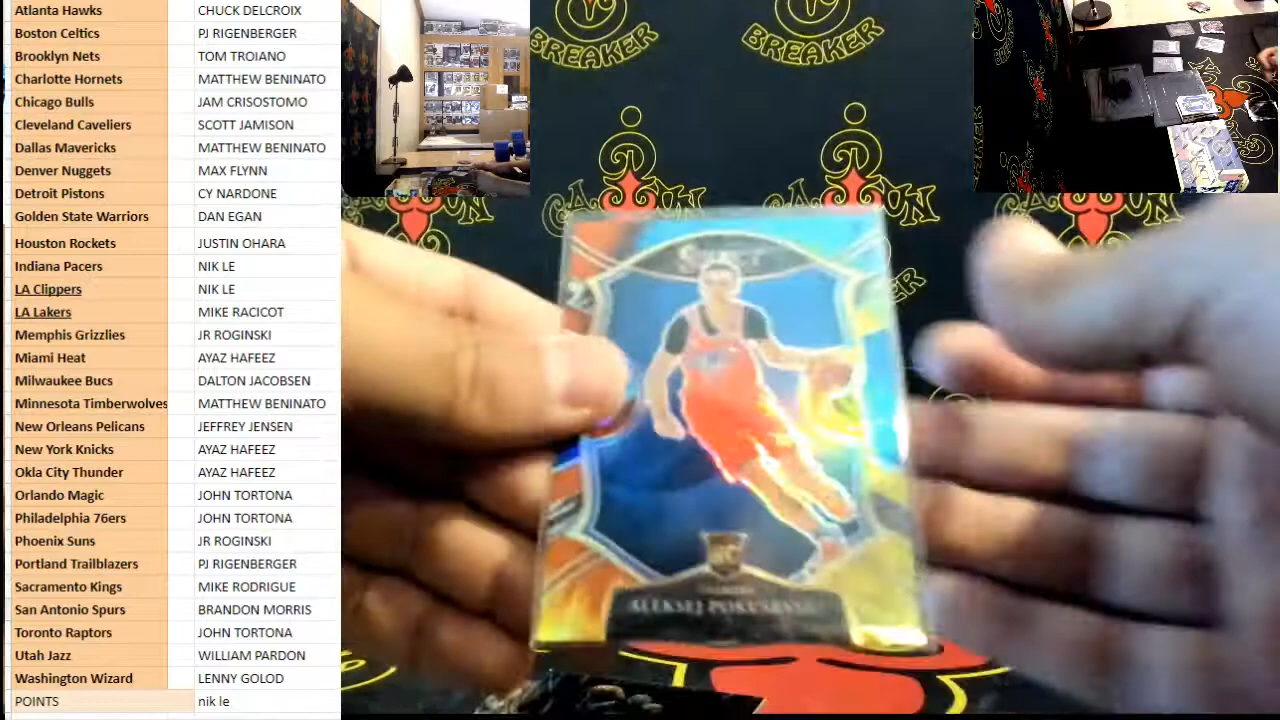 Atlanta Hawks CHUCK DELCROIX
Boston Celtics PJ RIGENBERGER
Brooklyn Nets TOM TROIANO
Charlotte Hornets MATTHEW BENINATO
Chicago Bulls JAM CRISOSTOMO
Cleveland Caveliers SCOTT JAMISON
Dallas Mavericks MATTHEW BENINATO
Denver Nuggets MAX FLYNN
Detroit Pistons CY NARDONE
Golden State Warriors DAN EGAN
Houston Rockets JUSTIN OHARA
Indiana Pacers NIK LE
LA Clippers NIK LE
LA Lakers MIKE RACICOT
Memphis Grizzlies JR ROGINSKI
Miami Heat AYAZ HAFEEZ
Milwaukee Bucs DALTON JACOBSEN
Minnesota Timberwolves MATTHEW BENINATO
New Orleans Pelicans JEFFREY JENSEN
New York Knicks AYAZ HAFEEZ
Okla City Thunder AYAZ HAFEEZ
Orlando Magic JOHN TORTONA
Philadelphia 76ers JOHN TORTONA
Phoenix Suns JR ROGINSKI
Portland Trailblazers PJ RIGENBERGER
Sacramento Kings MIKE RODRIGUE
San Antonio Spurs BRANDON MORRIS
Toronto Raptors JOHN TORTONA
Utah Jazz WILLIAM PARDON
Washington Wizard LENNY GOLOD
POINTS nik le
BREAKER BREAKER
SELECT
ALEKSEJ POKUSEVSKI